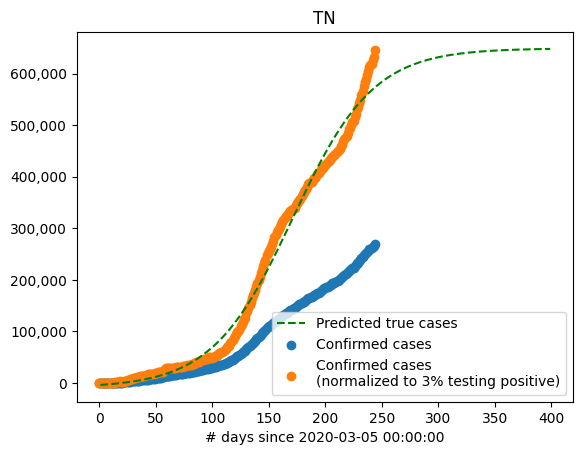 TN
600,000
500,000
400,000
300,000
200,000
100,000
0
Predicted true cases
Confirmed cases
Confirmed cases
(normalized to 3% testing positive)
0 50 100 150 200 250 300 350 400
# days since 2020-03-05 00:00:00